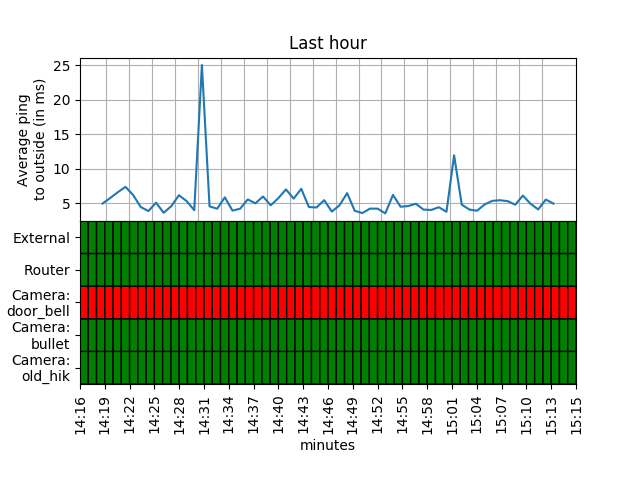 Last hour
Average ping
to outside (in ms)
25
20
15
10
5
External
Router
Camera:
door_bell
Camera:
bullet
Camera:
old_hik
14:16
14:19
14:22
14:25
14:28
14:31
14:34
14:37
14:40
14:43
14:46
14:49
14:52
14:55
14:58
15:01
15:04
15:07
15:10
15:13
15:15
minutes